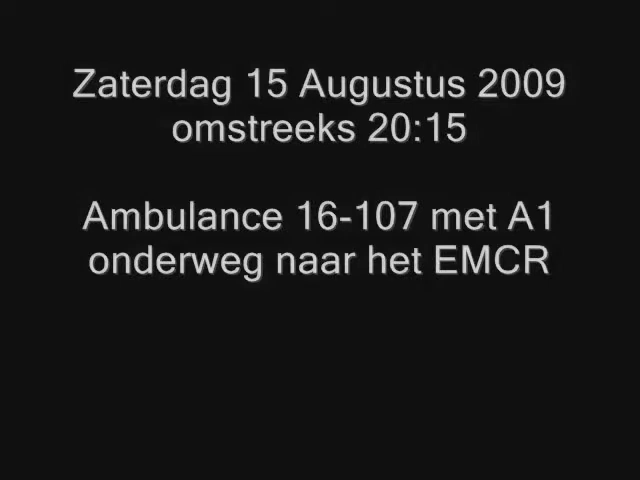 Zaterdag 15 Augustus 2009
omstreeks 20:15
Ambulance 16-107 met A1
onderweg naar het EMCR